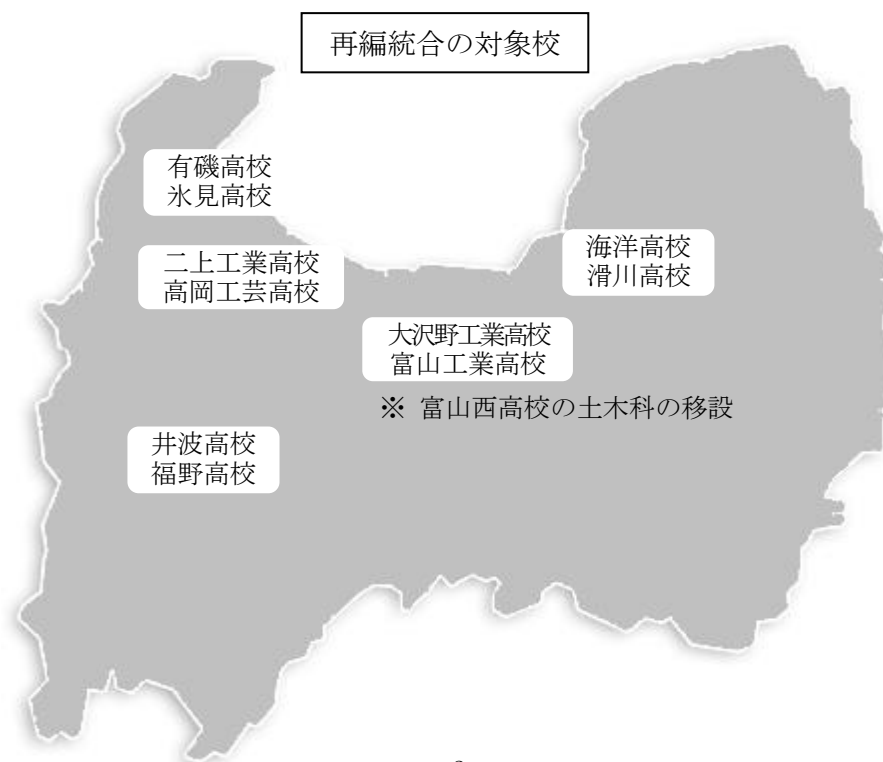 再編統合の対象校
有磯高校
氷見高校
二上工業高校
高岡工芸高校
海洋高校
滑川高校
大沢野工業高校
富山工業高校
※ 富山西高校の土木科の移設
井波高校
福野高校